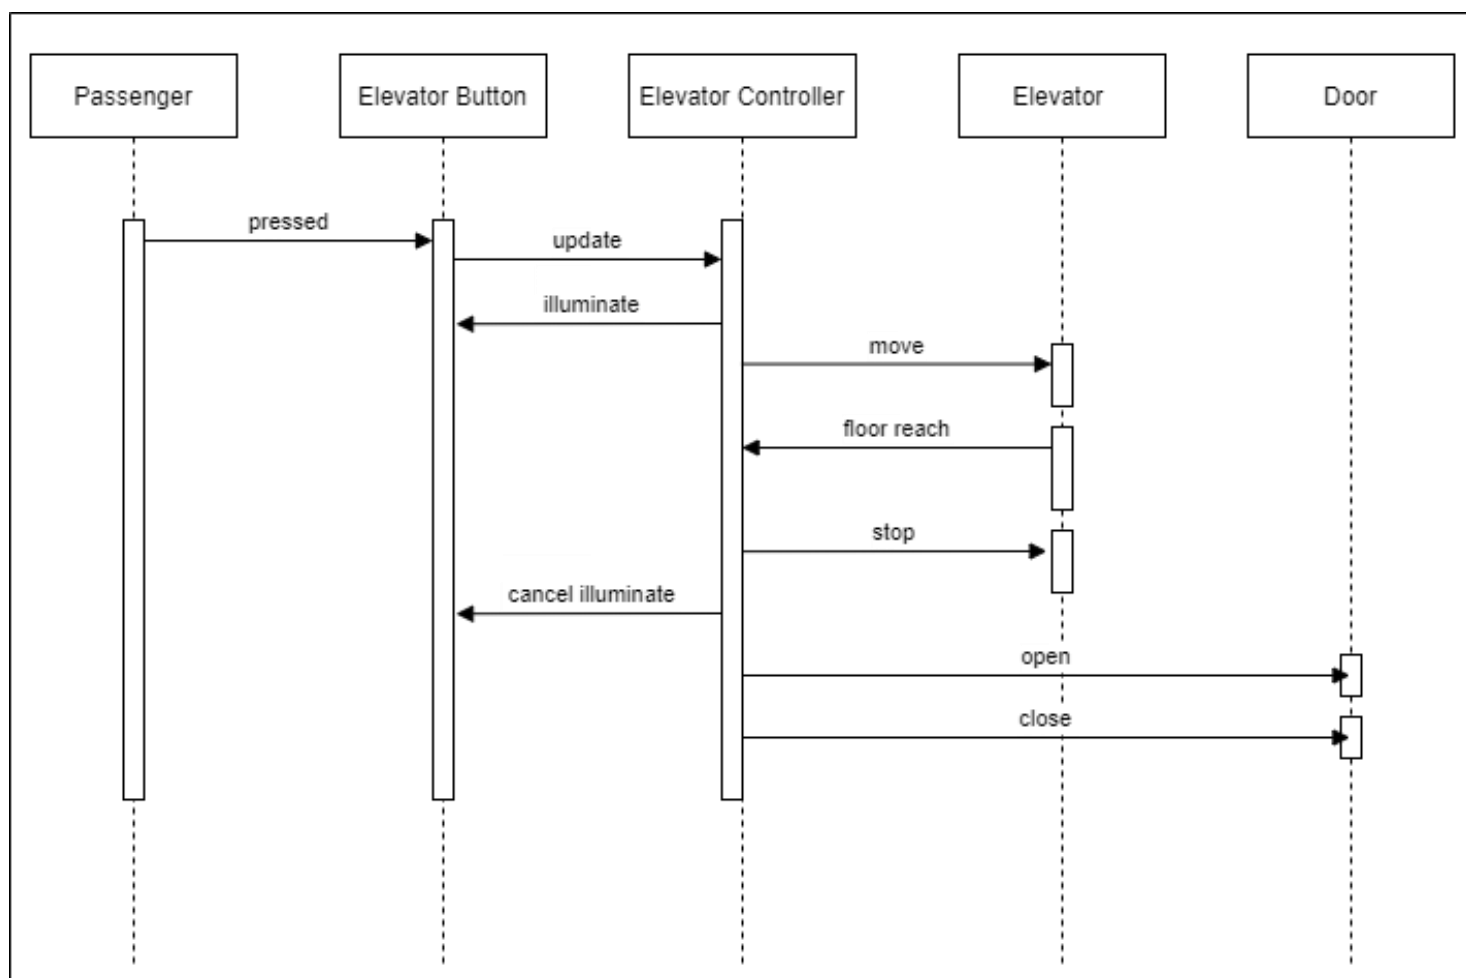 Passenger
Elevator Button
Elevator Controller
Elevator
Door
pressed
update
illuminate
move
floor reach
stop
cancel illuminate
open
close